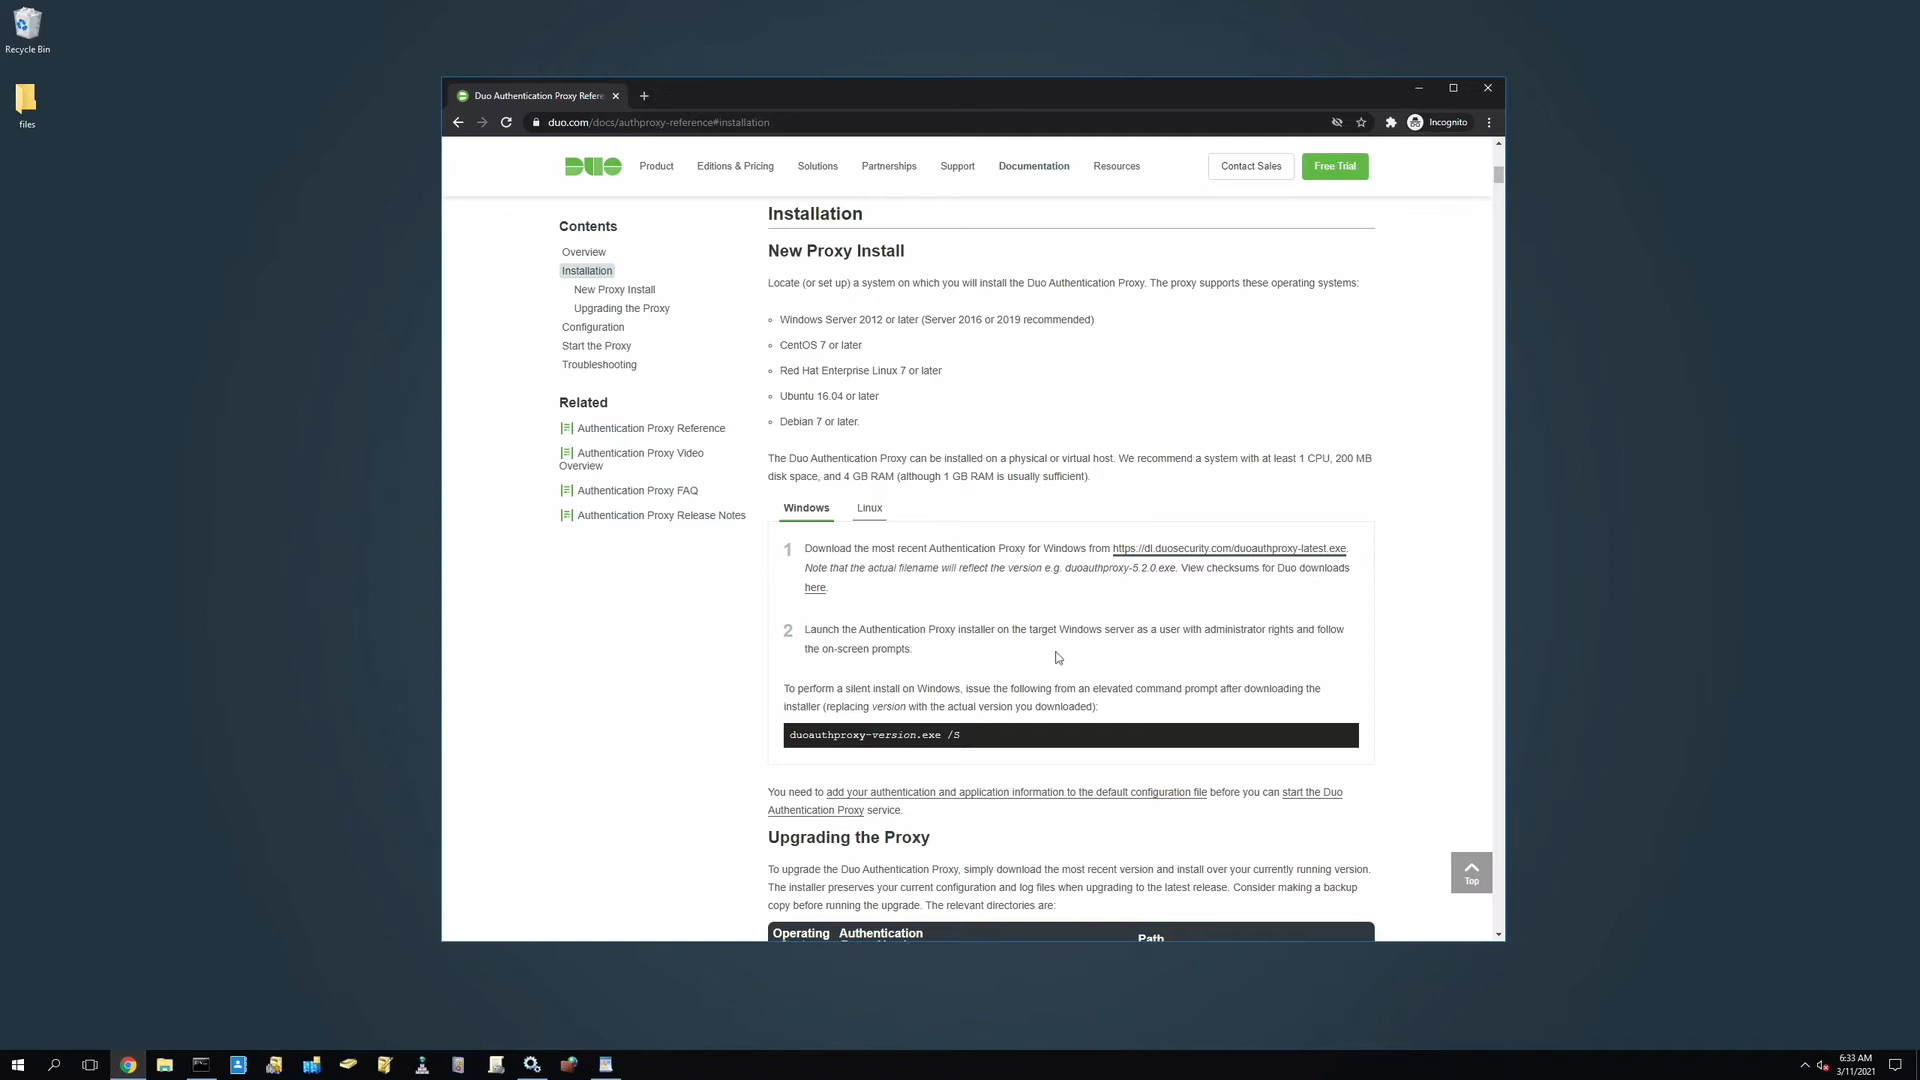 Recycle Bin
files
Duo Authentication Proxy Refere
duo.com/docs/authproxy-reference#installation
Incognito
DUO
Product
Editions & Pricing
Solutions
Partnerships
Support
Documentation
Resources
Contact Sales
Free Trial
Contents
Overview
Installation
New Proxy Install
Upgrading the Proxy
Configuration
Start the Proxy
Troubleshooting
Related
Authentication Proxy Reference
Authentication Proxy Video
Overview
Authentication Proxy FAQ
Authentication Proxy Release Notes
Installation
New Proxy Install
Locate (or set up) a system on which you will install the Duo Authentication Proxy. The proxy supports these operating systems:
Windows Server 2012 or later (Server 2016 or 2019 recommended)
CentOS 7 or later
Red Hat Enterprise Linux 7 or later
Ubuntu 16.04 or later
Debian 7 or later.
The Duo Authentication Proxy can be installed on a physical or virtual host. We recommend a system with at least 1 CPU, 200 MB
disk space, and 4 GB RAM (although 1 GB RAM is usually sufficient).
Windows
Linux
1 Download the most recent Authentication Proxy for Windows from https://dl.duosecurity.com/duoauthproxy-latest.exe.
Note that the actual filename will reflect the version e.g. duoauthproxy-5.2.0.exe. View checksums for Duo downloads
here.
2 Launch the Authentication Proxy installer on the target Windows server as a user with administrator rights and follow
the on-screen prompts.
To perform a silent install on Windows, issue the following from an elevated command prompt after downloading the
installer (replacing version with the actual version you downloaded):
duoauthproxy-version.exe /S
You need to add your authentication and application information to the default configuration file before you can start the Duo
Authentication Proxy service.
Upgrading the Proxy
To upgrade the Duo Authentication Proxy, simply download the most recent version and install over your currently running version.
The installer preserves your current configuration and log files when upgrading to the latest release. Consider making a backup
copy before running the upgrade. The relevant directories are:
Operating
Authentication
Path
Top
6:33 AM
3/11/2021